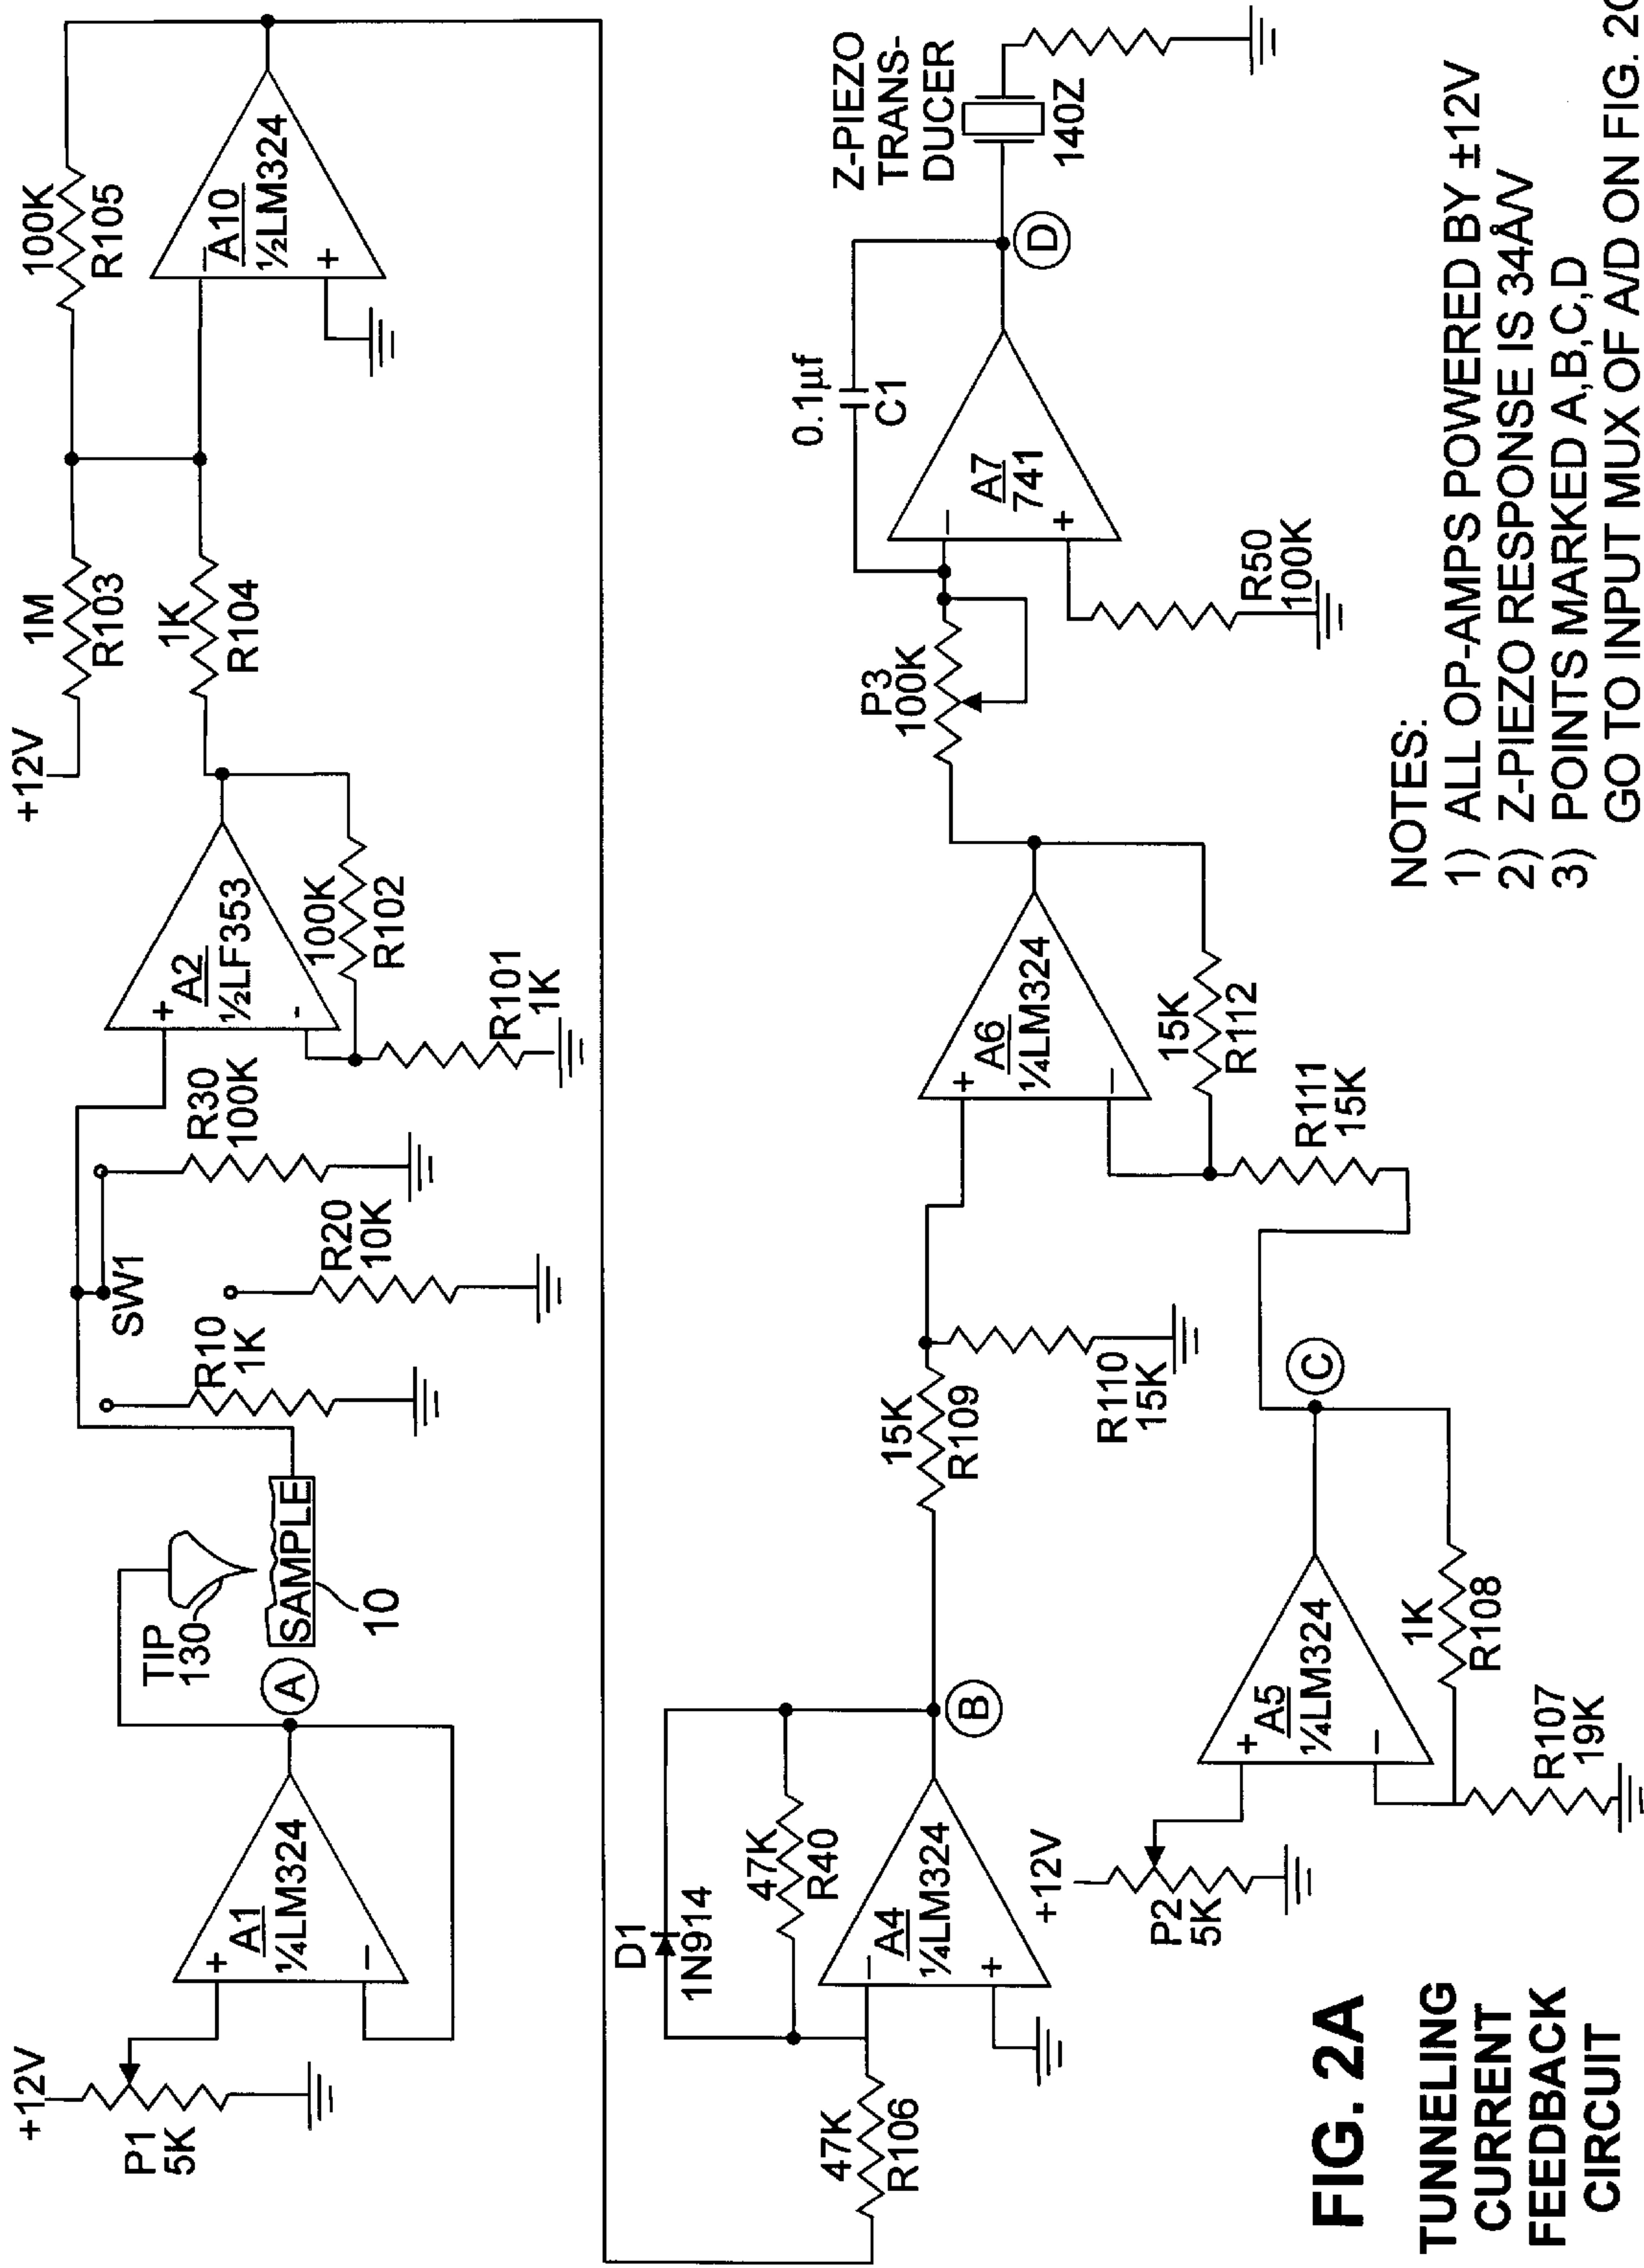 +12V
P1
5K
A1
¼LM324
+
−
A
TIP
130
SAMPLE
10
R10
1K
SW1
R20
10K
R30
100K
+
A2
½LF353
-
100K
R102
R101
1K
+12V
1M
R103
1K
R104
100K
R105
−
A10
½LM324
+
47K
R106
D1
1N914
47K
R40
−
A4
¼LM324
+
B
15K
R109
R110
15K
+
A6
¼LM324
−
15K
R112
R111
15K
P3
100K
0.1µf
C1
−
A7
741
+
R50
100K
D
Z-PIEZO
TRANS-
DUCER
140Z
+12V
P2
5K
+
A5
¼LM324
−
1K
R108
R107
19K
C
NOTES:
1) ALL OP-AMPS POWERED BY ±12V
2) Z-PIEZO RESPONSE IS 34Å/V
3) POINTS MARKED A,B,C,D
GO TO INPUT MUX OF A/D ON FIG.
FIG. 2A
TUNNELING
CURRENT
FEEDBACK
CIRCUIT